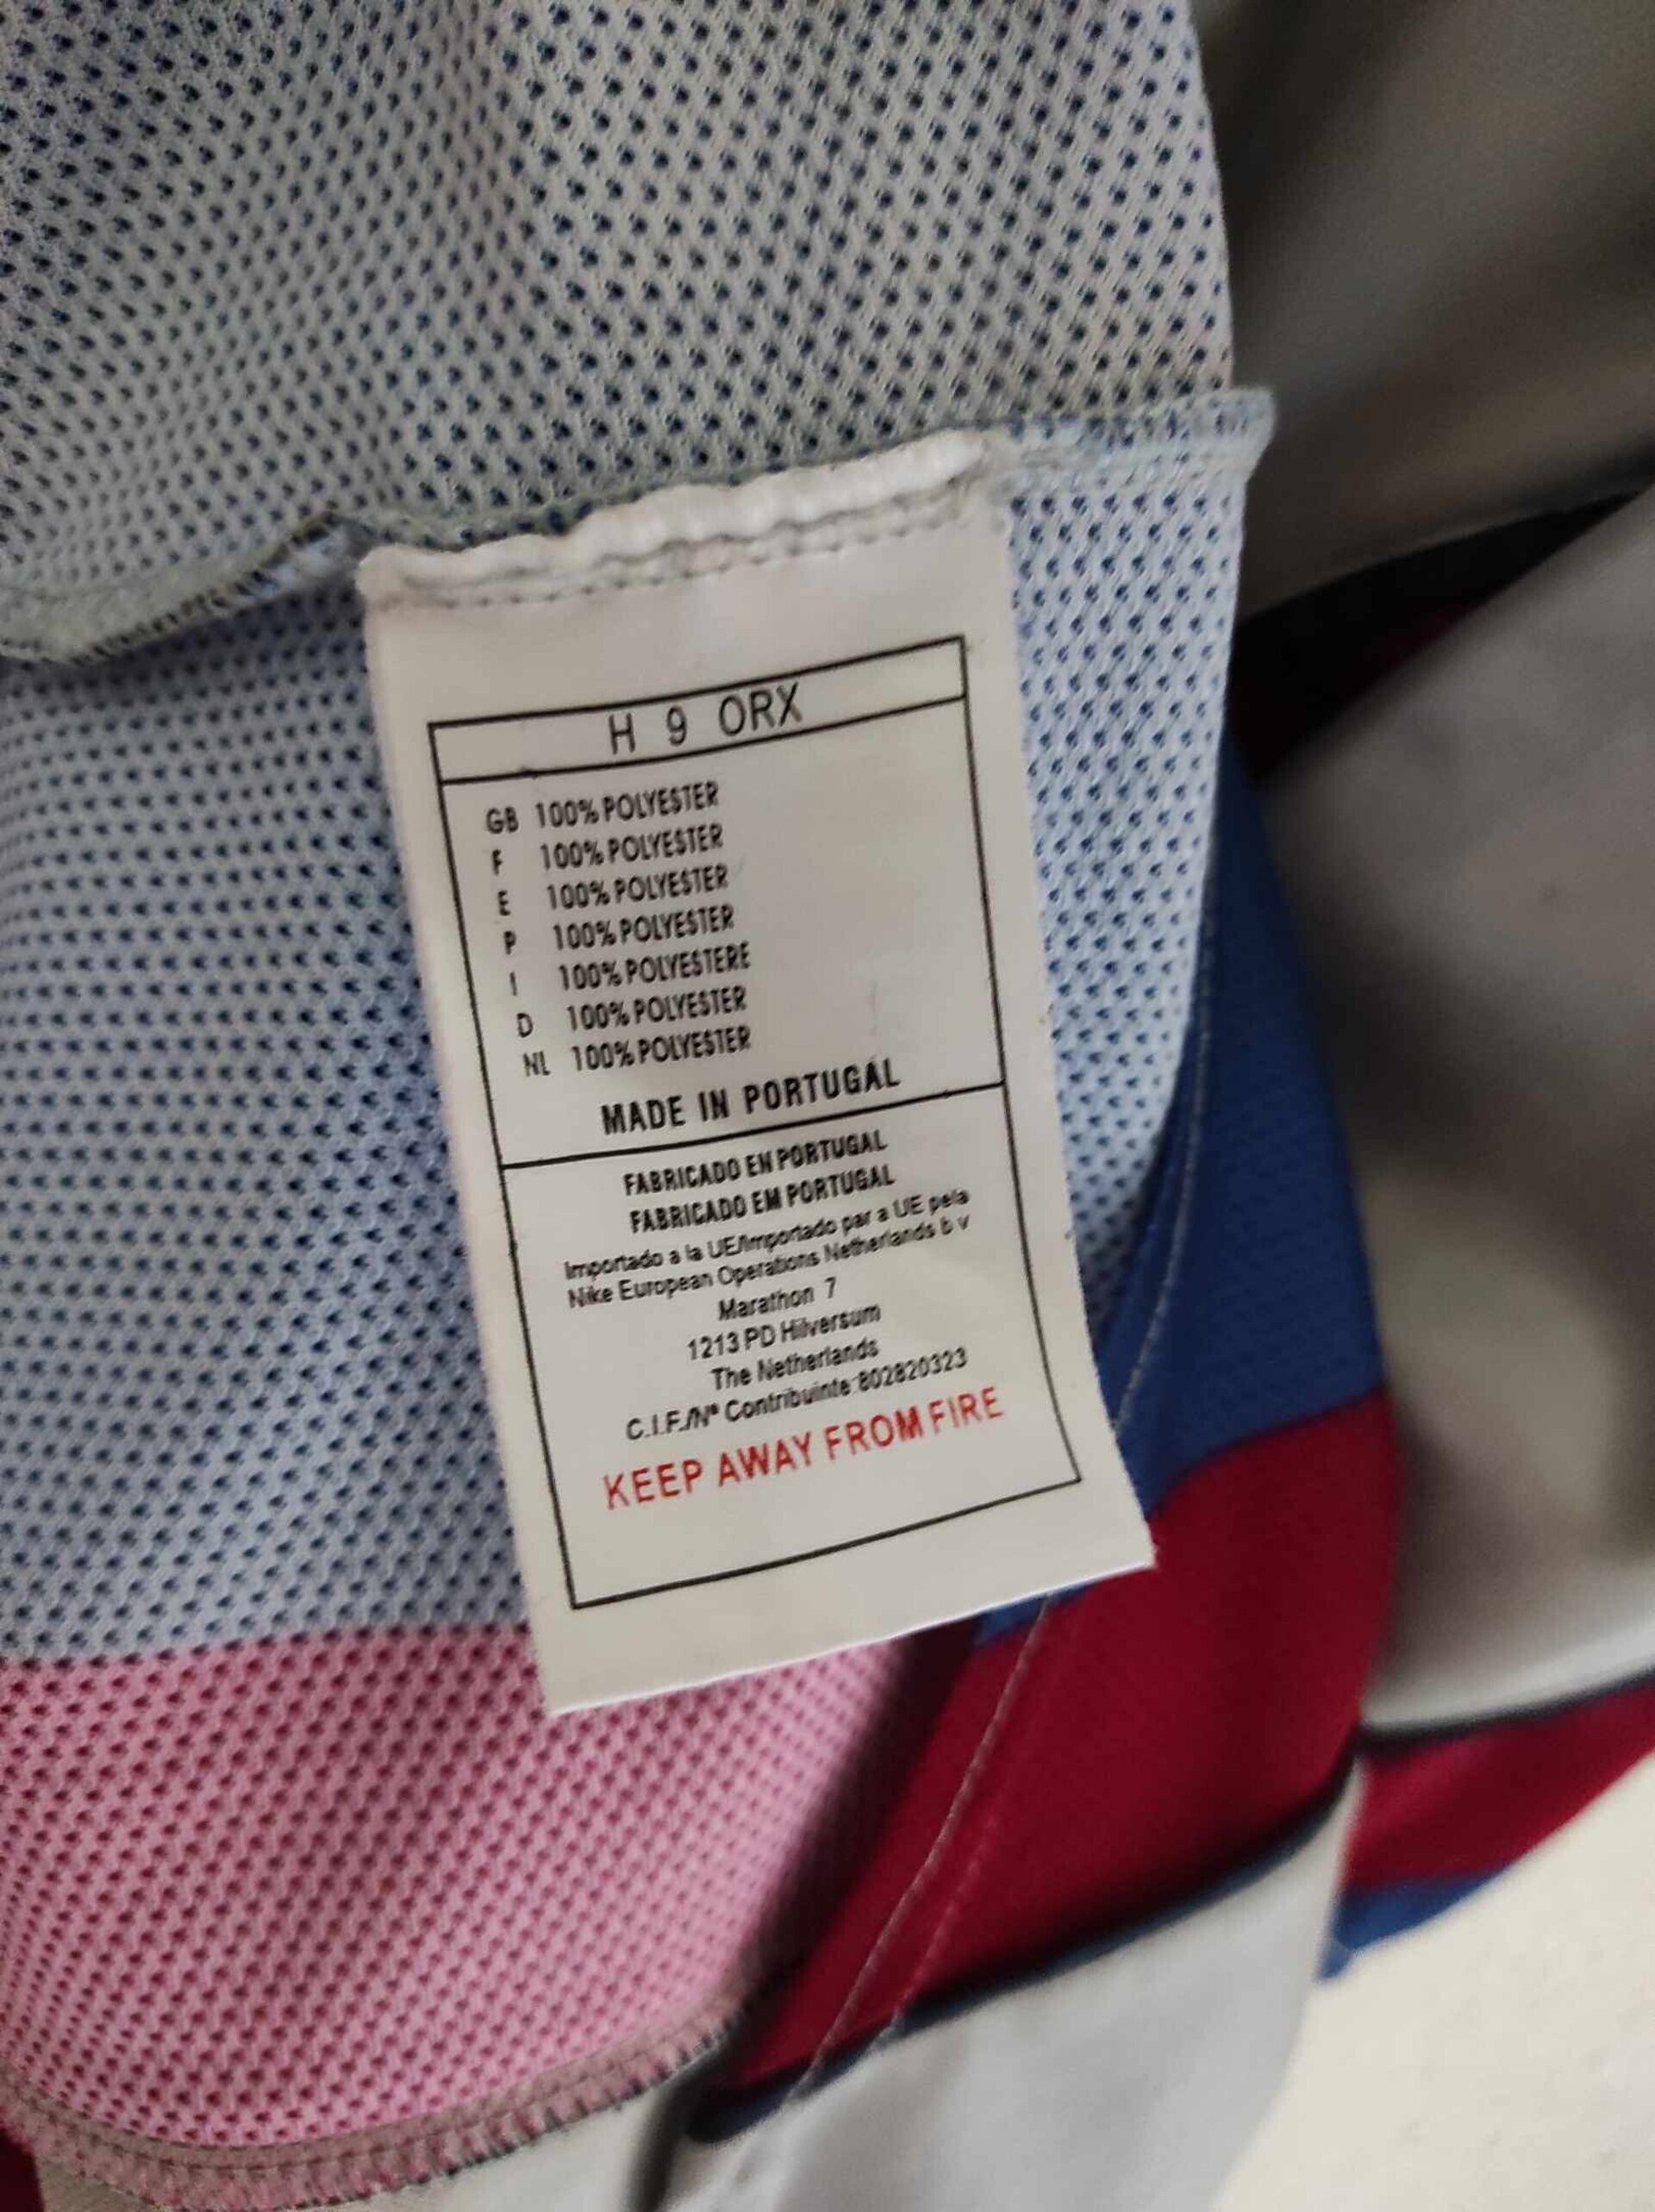 H 9 ORX
GB 100% POLYESTER
F 100% POLYESTER
E 100% POLYESTER
P 100% POLYESTER
I 100% POLYESTERE
D 100% POLYESTER
NL 100% POLYESTER
MADE IN PORTUGAL
FABRICADO EN PORTUGAL
FABRICADO EM PORTUGAL
Importado a la UE/Importado par a UE pela
Nike European Operations Netherlands b v
Marathon 7
1213 PD Hilversum
The Netherlands
C.I.F./Nº Contribuinte 802820323
KEEP AWAY FROM FIRE